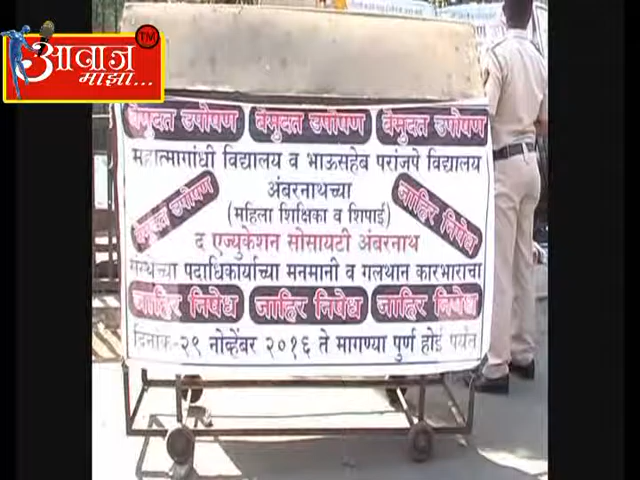 आवाज TM
माझा...
बेमुदत उपोषण बेमुदत उपोषण बेमुदत उपोषण
महात्मागांधी विद्यालय व भाऊसहेब परांजपे विद्यालय
अंबरनाथच्या
बेमुदत उपोषण (महिला शिक्षिका व शिपाई) जाहिर निषेध
द एज्युकेशन सोसायटी अंबरनाथ
संस्थेच्या पदाधिकार्याच्या मनमानी व गलथान कारभाराचा
जाहिर निषेध जाहिर निषेध जाहिर निषेध
दिनांक-२९ नोव्हेंबर २०१६ ते मागण्या पुर्ण होई पर्यंत